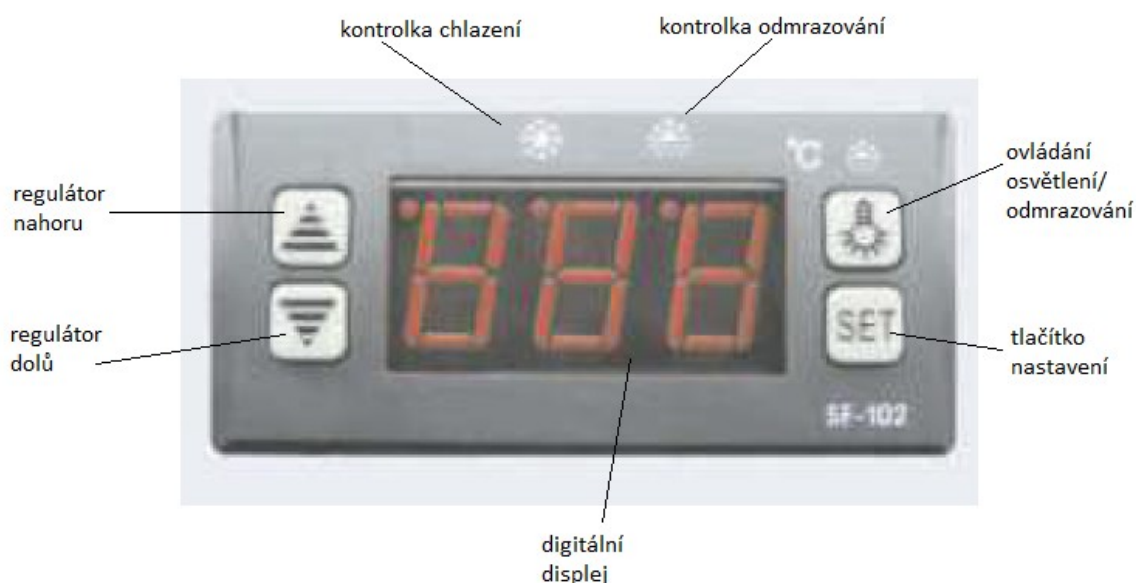 kontrolka chlazení
kontrolka odmrazování
°C
regulátor
nahoru
ovládání
osvětlení/
odmrazování
regulátor
dolů
SET
tlačítko
nastavení
SF-102
digitální
displej